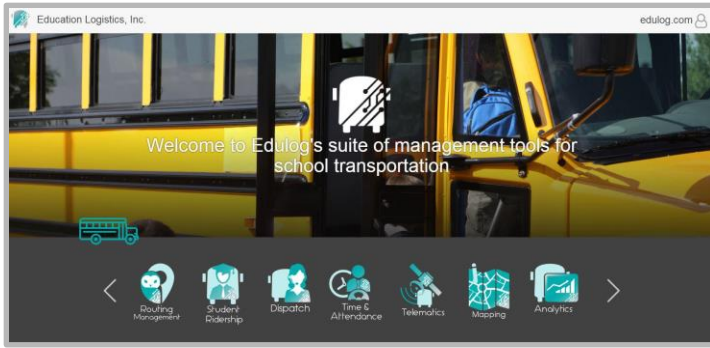 Education Logistics, Inc.
edulog.com
Welcome to Edulog's suite of management tools for
school transportation
Routing
Management
Student
Ridership
Dispatch
Time &
Attendance
Telematics
Mapping
Analytics